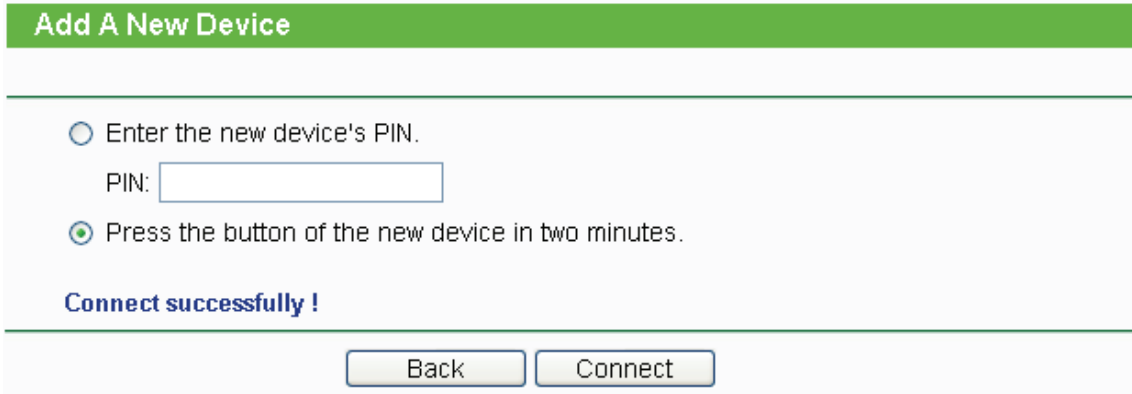 Add A New Device
Enter the new device's PIN.
PIN:
Press the button of the new device in two minutes.
Connect successfully !
Back Connect